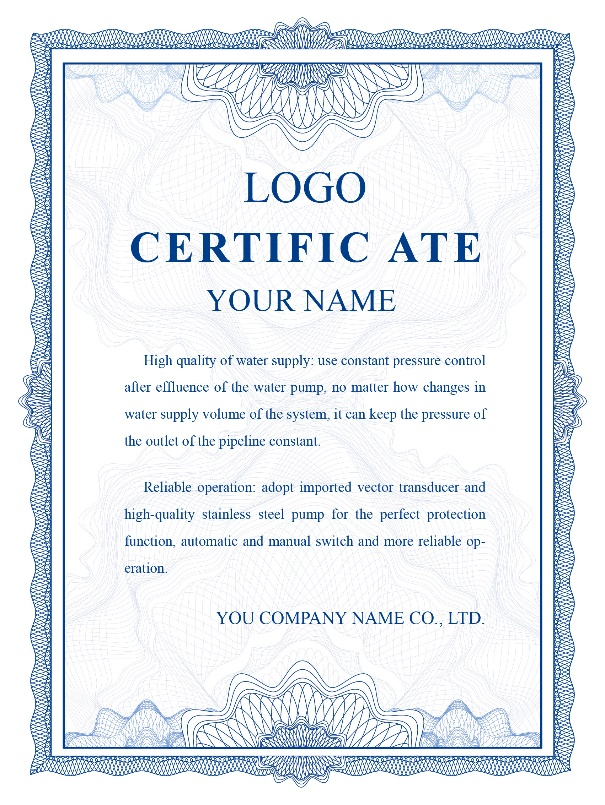 LOGO
CERTIFIC ATE
YOUR NAME
High quality of water supply: use constant pressure control
after effluence of the water pump, no matter how changes in
water supply volume of the system, it can keep the pressure of
the outlet of the pipeline constant.
Reliable operation: adopt imported vector transducer and
high-quality stainless steel pump for the perfect protection
function, automatic and manual switch and more reliable op-
eration.
YOU COMPANY NAME CO., LTD.